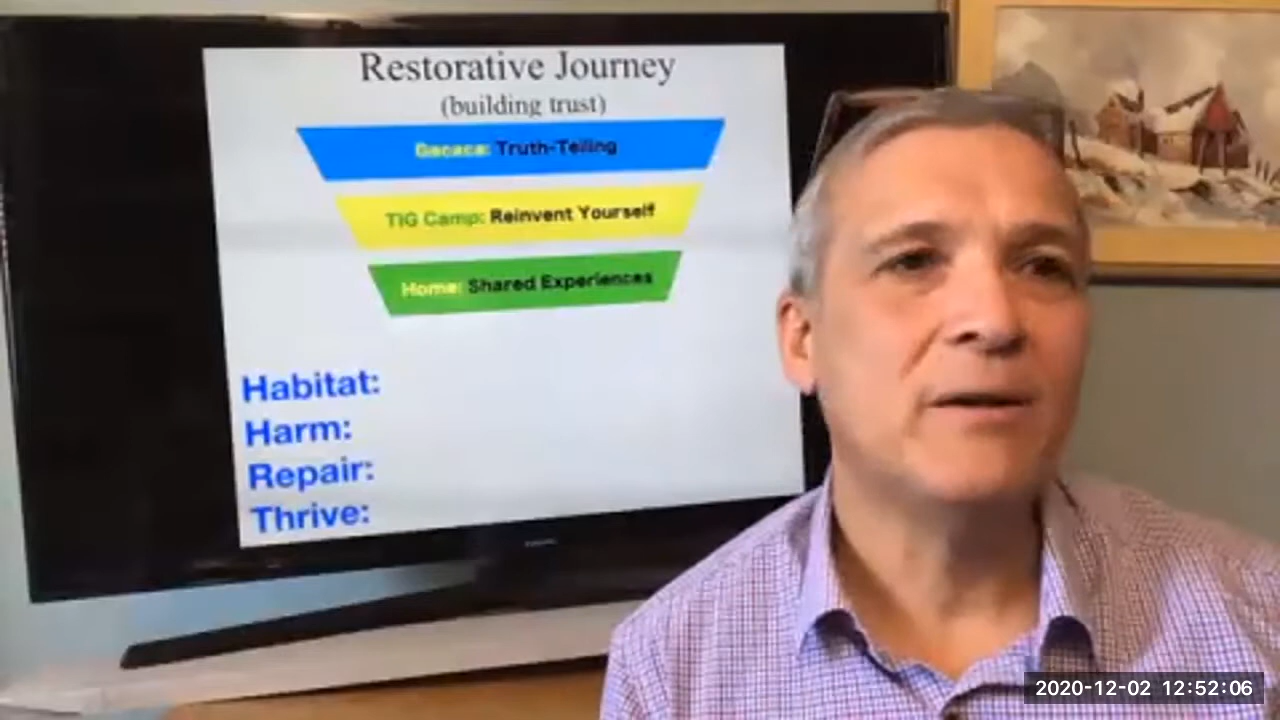 Restorative Journey
(building trust)
Gacaca: Truth-Telling
TIG Camp: Reinvent Yourself
Home: Shared Experiences
Habitat:
Harm:
Repair:
Thrive:
2020-12-02 12:52:06